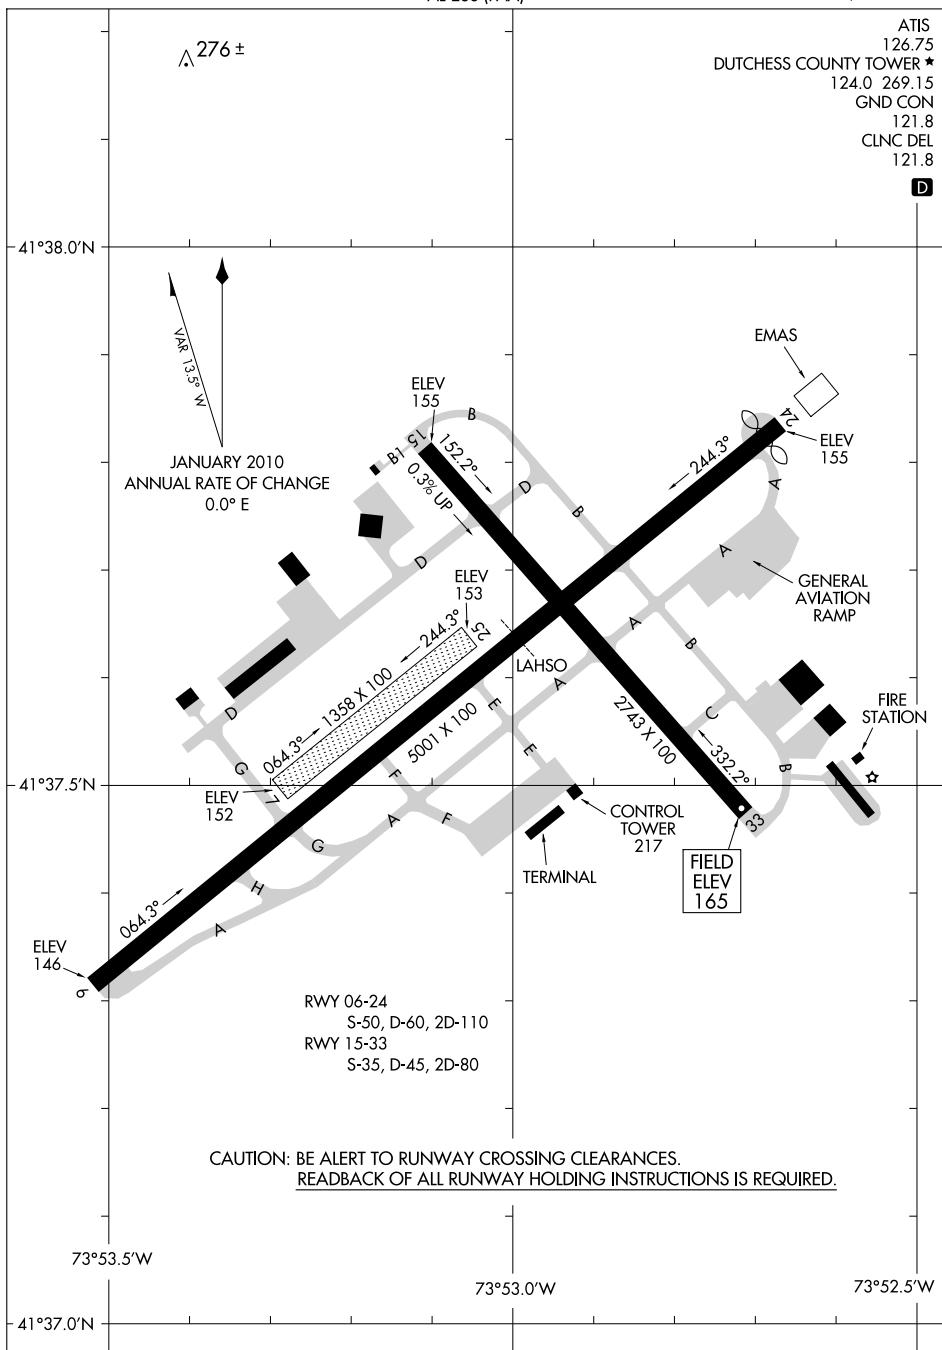 ATIS
126.75
DUTCHESS COUNTY TOWER ★
124.0 269.15
GND CON
121.8
CLNC DEL
121.8
D
276 ±
41°38.0'N
VAR 13.5° W
JANUARY 2010
ANNUAL RATE OF CHANGE
0.0° E
EMAS
ELEV
155
B
24
ELEV
155
15
B1
152.2°
0.3% UP
244.3°
D
B
A
D
A
GENERAL
AVIATION
RAMP
ELEV
153
244.3°
25
LAHSO
A
B
1358 X 100
A
E
5001 X 100
2743 X 100
C
FIRE
STATION
D
G
064.3°
F
E
332.2°
B
41°37.5'N
ELEV
152
7
A
F
G
CONTROL
TOWER
217
33
TERMINAL
FIELD
ELEV
165
H
A
064.3°
ELEV
146
6
RWY 06-24
S-50, D-60, 2D-110
RWY 15-33
S-35, D-45, 2D-80
CAUTION: BE ALERT TO RUNWAY CROSSING CLEARANCES.
READBACK OF ALL RUNWAY HOLDING INSTRUCTIONS IS REQUIRED.
73°53.5'W
73°53.0'W
73°52.5'W
41°37.0'N